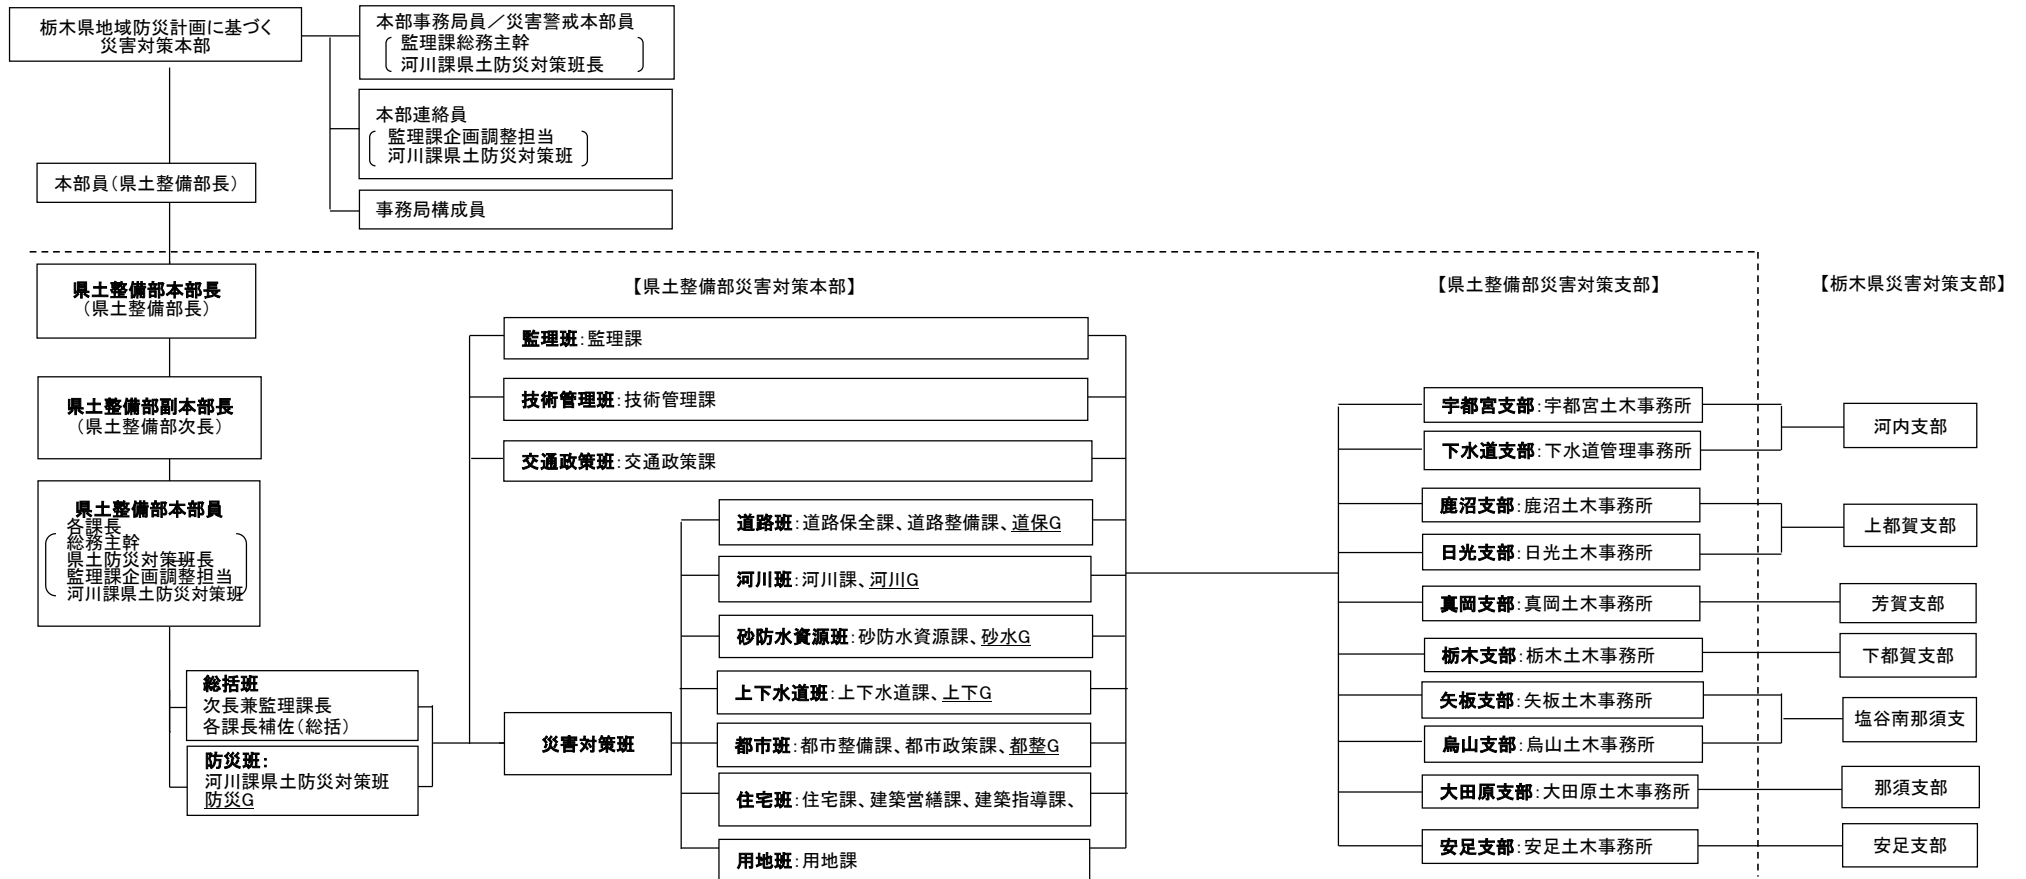 栃木県地域防災計画に基づく
災害対策本部
本部事務局員／災害警戒本部員
監理課総務主幹
河川課県土防災対策班長
本部連絡員
監理課企画調整担当
河川課県土防災対策班
事務局構成員
本部員（県土整備部長）
県土整備部本部長
（県土整備部長）
県土整備部副本部長
（県土整備部次長）
県土整備部本部員
各課長
総務主幹
県土防災対策班長
監理課企画調整担当
河川課県土防災対策班
総括班
次長兼監理課長
各課長補佐（総括）
防災班：
河川課県土防災対策班
防災G
【県土整備部災害対策本部】
監理班：監理課
技術管理班：技術管理課
交通政策班：交通政策課
災害対策班
道路班：道路保全課、道路整備課、道保G
河川班：河川課、河川G
砂防水資源班：砂防水資源課、砂水G
上下水道班：上下水道課、上下G
都市班：都市整備課、都市政策課、都整G
住宅班：住宅課、建築営繕課、建築指導課、
用地班：用地課
【県土整備部災害対策支部】
宇都宮支部：宇都宮土木事務所
下水道支部：下水道管理事務所
鹿沼支部：鹿沼土木事務所
日光支部：日光土木事務所
真岡支部：真岡土木事務所
栃木支部：栃木土木事務所
矢板支部：矢板土木事務所
烏山支部：烏山土木事務所
大田原支部：大田原土木事務所
安足支部：安足土木事務所
【栃木県災害対策支部】
河内支部
上都賀支部
芳賀支部
下都賀支部
塩谷南那須支
那須支部
安足支部